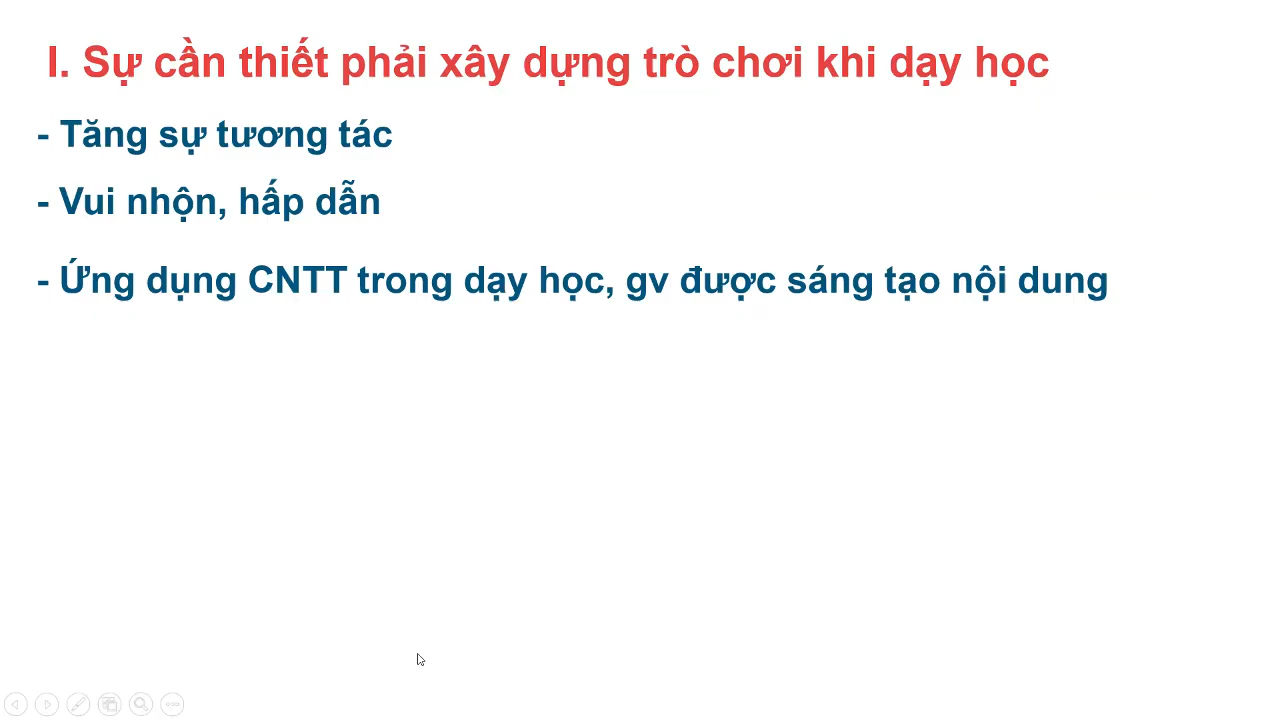 I. Sự cần thiết phải xây dựng trò chơi khi dạy học
- Tăng sự tương tác
- Vui nhộn, hấp dẫn
- Ứng dụng CNTT trong dạy học, gv được sáng tạo nội dung